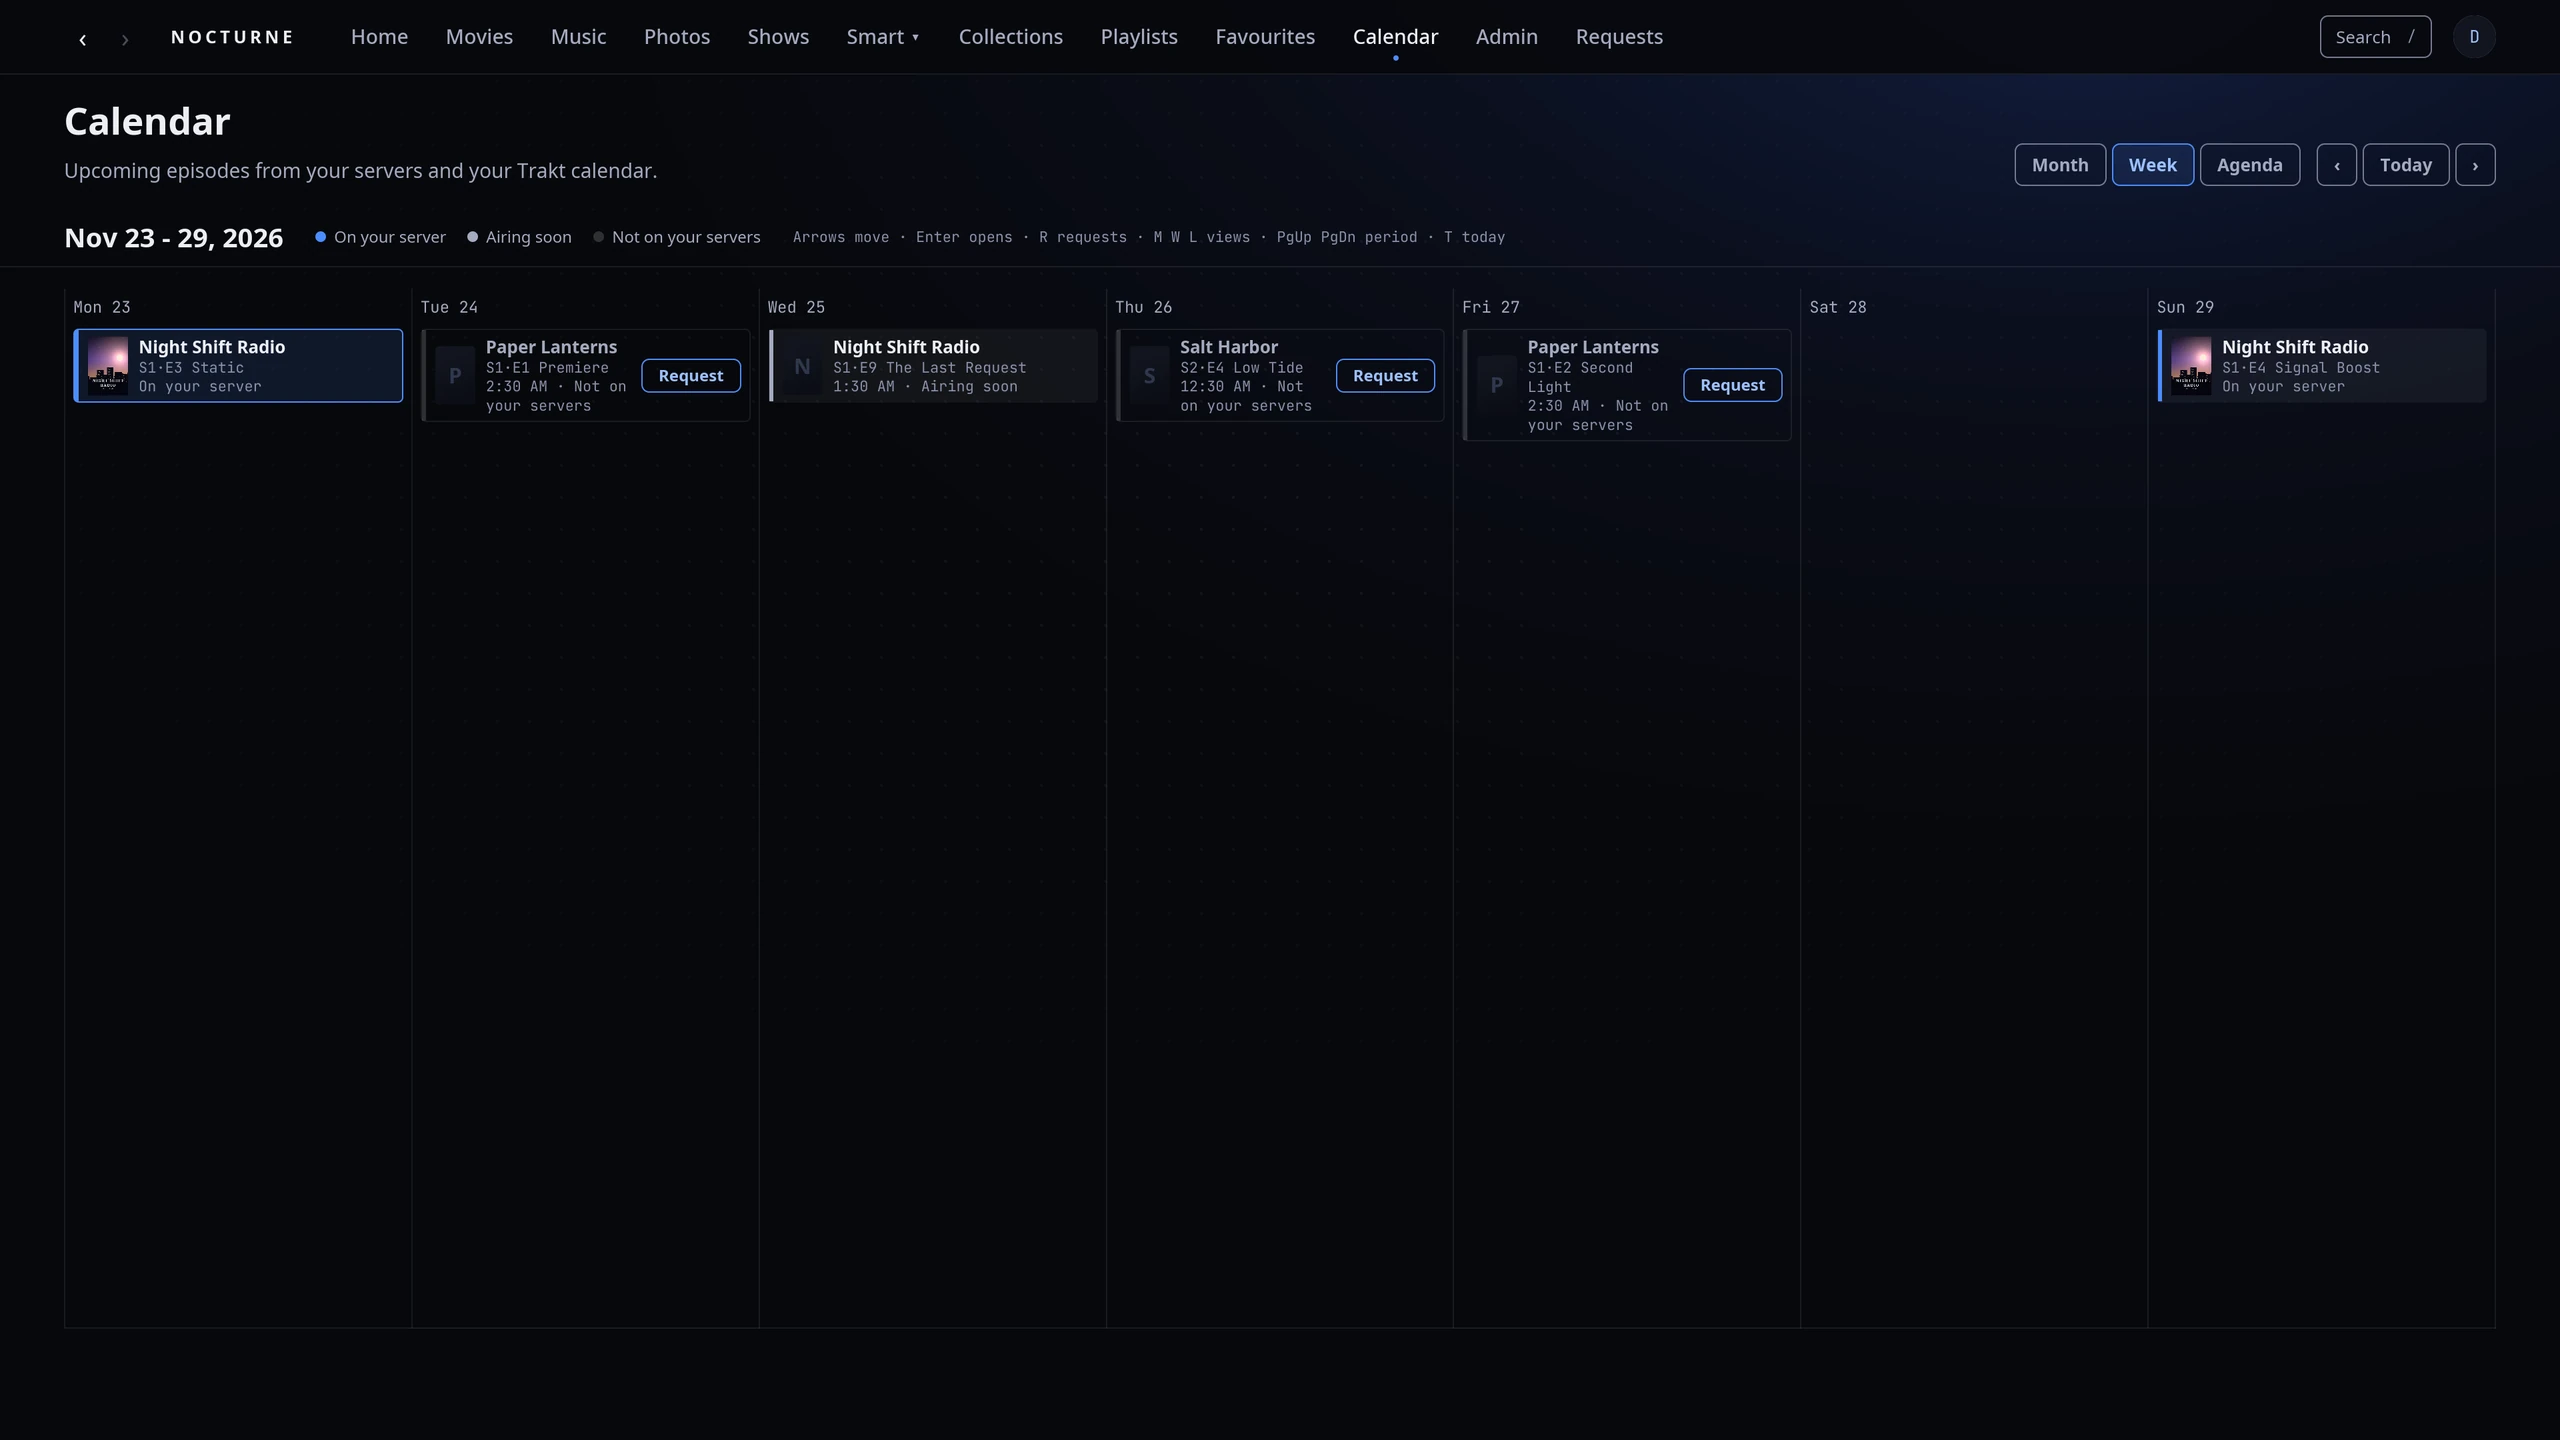 ‹ › NOCTURNE Home Movies Music Photos Shows Smart ▾ Collections Playlists Favourites Calendar Admin Requests Search / D
Calendar
Upcoming episodes from your servers and your Trakt calendar.
Month Week Agenda ‹ Today ›
Nov 23 - 29, 2026 On your server Airing soon Not on your servers Arrows move · Enter opens · R requests · M W L views · PgUp PgDn period · T today
Mon 23
Night Shift Radio
S1·E3 Static
On your server
Tue 24
P
Paper Lanterns
S1·E1 Premiere
2:30 AM · Not on
your servers
Request
Wed 25
N
Night Shift Radio
S1·E9 The Last Request
1:30 AM · Airing soon
Thu 26
S
Salt Harbor
S2·E4 Low Tide
12:30 AM · Not
on your servers
Request
Fri 27
P
Paper Lanterns
S1·E2 Second
Light
2:30 AM · Not on
your servers
Request
Sat 28
Sun 29
Night Shift Radio
S1·E4 Signal Boost
On your server